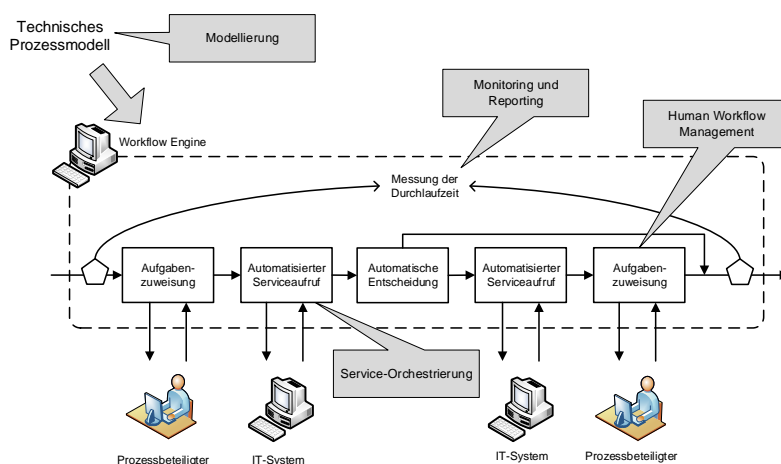 Technisches
Prozessmodell
Modellierung
Monitoring und
Reporting
Human Workflow
Management
Workflow Engine
Messung der
Durchlaufzeit
Aufgaben-
zuweisung
Automatisierter
Serviceaufruf
Automatische
Entscheidung
Automatisierter
Serviceaufruf
Aufgaben-
zuweisung
Service-Orchestrierung
Prozessbeteiligter
IT-System
IT-System
Prozessbeteiligter